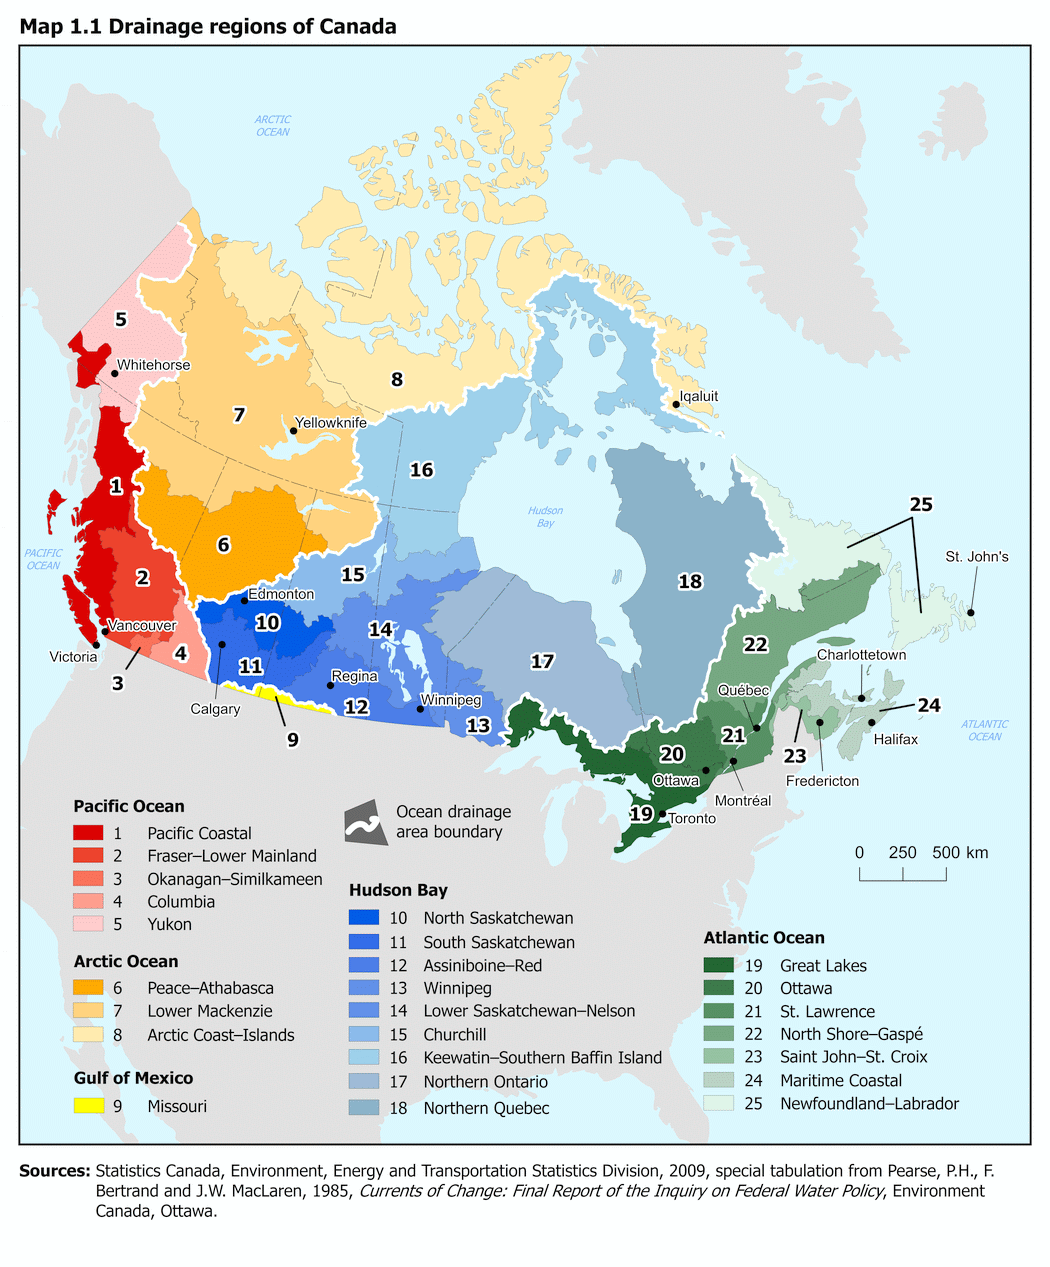 Map 1.1 Drainage regions of Canada
ARCTIC
OCEAN
5
Whitehorse
8
Iqaluit
7
Yellowknife
16
1
25
Hudson
Bay
6
PACIFIC
OCEAN
St. John's
15
2
18
Edmonton
10
Vancouver
14
22
Victoria
4
11
17
Charlottetown
3
Regina
Québec
Calgary
12
Winnipeg
24
13
21
ATLANTIC
OCEAN
9
20
23
Halifax
Ottawa
Fredericton
Montréal
19
Toronto
Ocean drainage
area boundary
0 250 500 km
Pacific Ocean
1 Pacific Coastal
2 Fraser–Lower Mainland
3 Okanagan–Similkameen
4 Columbia
5 Yukon
Arctic Ocean
6 Peace–Athabasca
7 Lower Mackenzie
8 Arctic Coast–Islands
Gulf of Mexico
9 Missouri
Hudson Bay
10 North Saskatchewan
11 South Saskatchewan
12 Assiniboine–Red
13 Winnipeg
14 Lower Saskatchewan–Nelson
15 Churchill
16 Keewatin–Southern Baffin Island
17 Northern Ontario
18 Northern Quebec
Atlantic Ocean
19 Great Lakes
20 Ottawa
21 St. Lawrence
22 North Shore–Gaspé
23 Saint John–St. Croix
24 Maritime Coastal
25 Newfoundland–Labrador
Sources: Statistics Canada, Environment, Energy and Transportation Statistics Division, 2009, special tabulation from Pearse, P.H., F.
Bertrand and J.W. MacLaren, 1985, Currents of Change: Final Report of the Inquiry on Federal Water Policy, Environment
Canada, Ottawa.